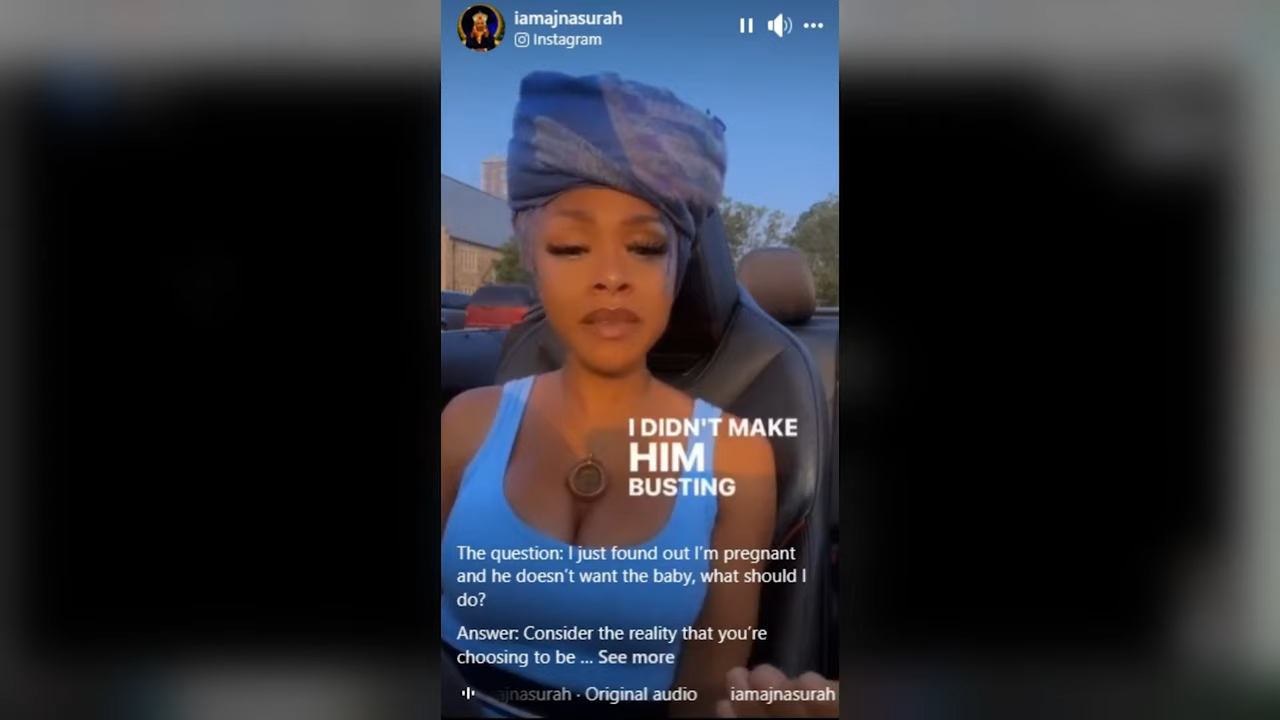 iamajnasurah
Instagram
I DIDN'T MAKE
HIM
BUSTING
The question: I just found out I'm pregnant
and he doesn't want the baby, what should I
do?
Answer: Consider the reality that you're
choosing to be ... See more
ajnasurah · Original audio
iamajnasurah